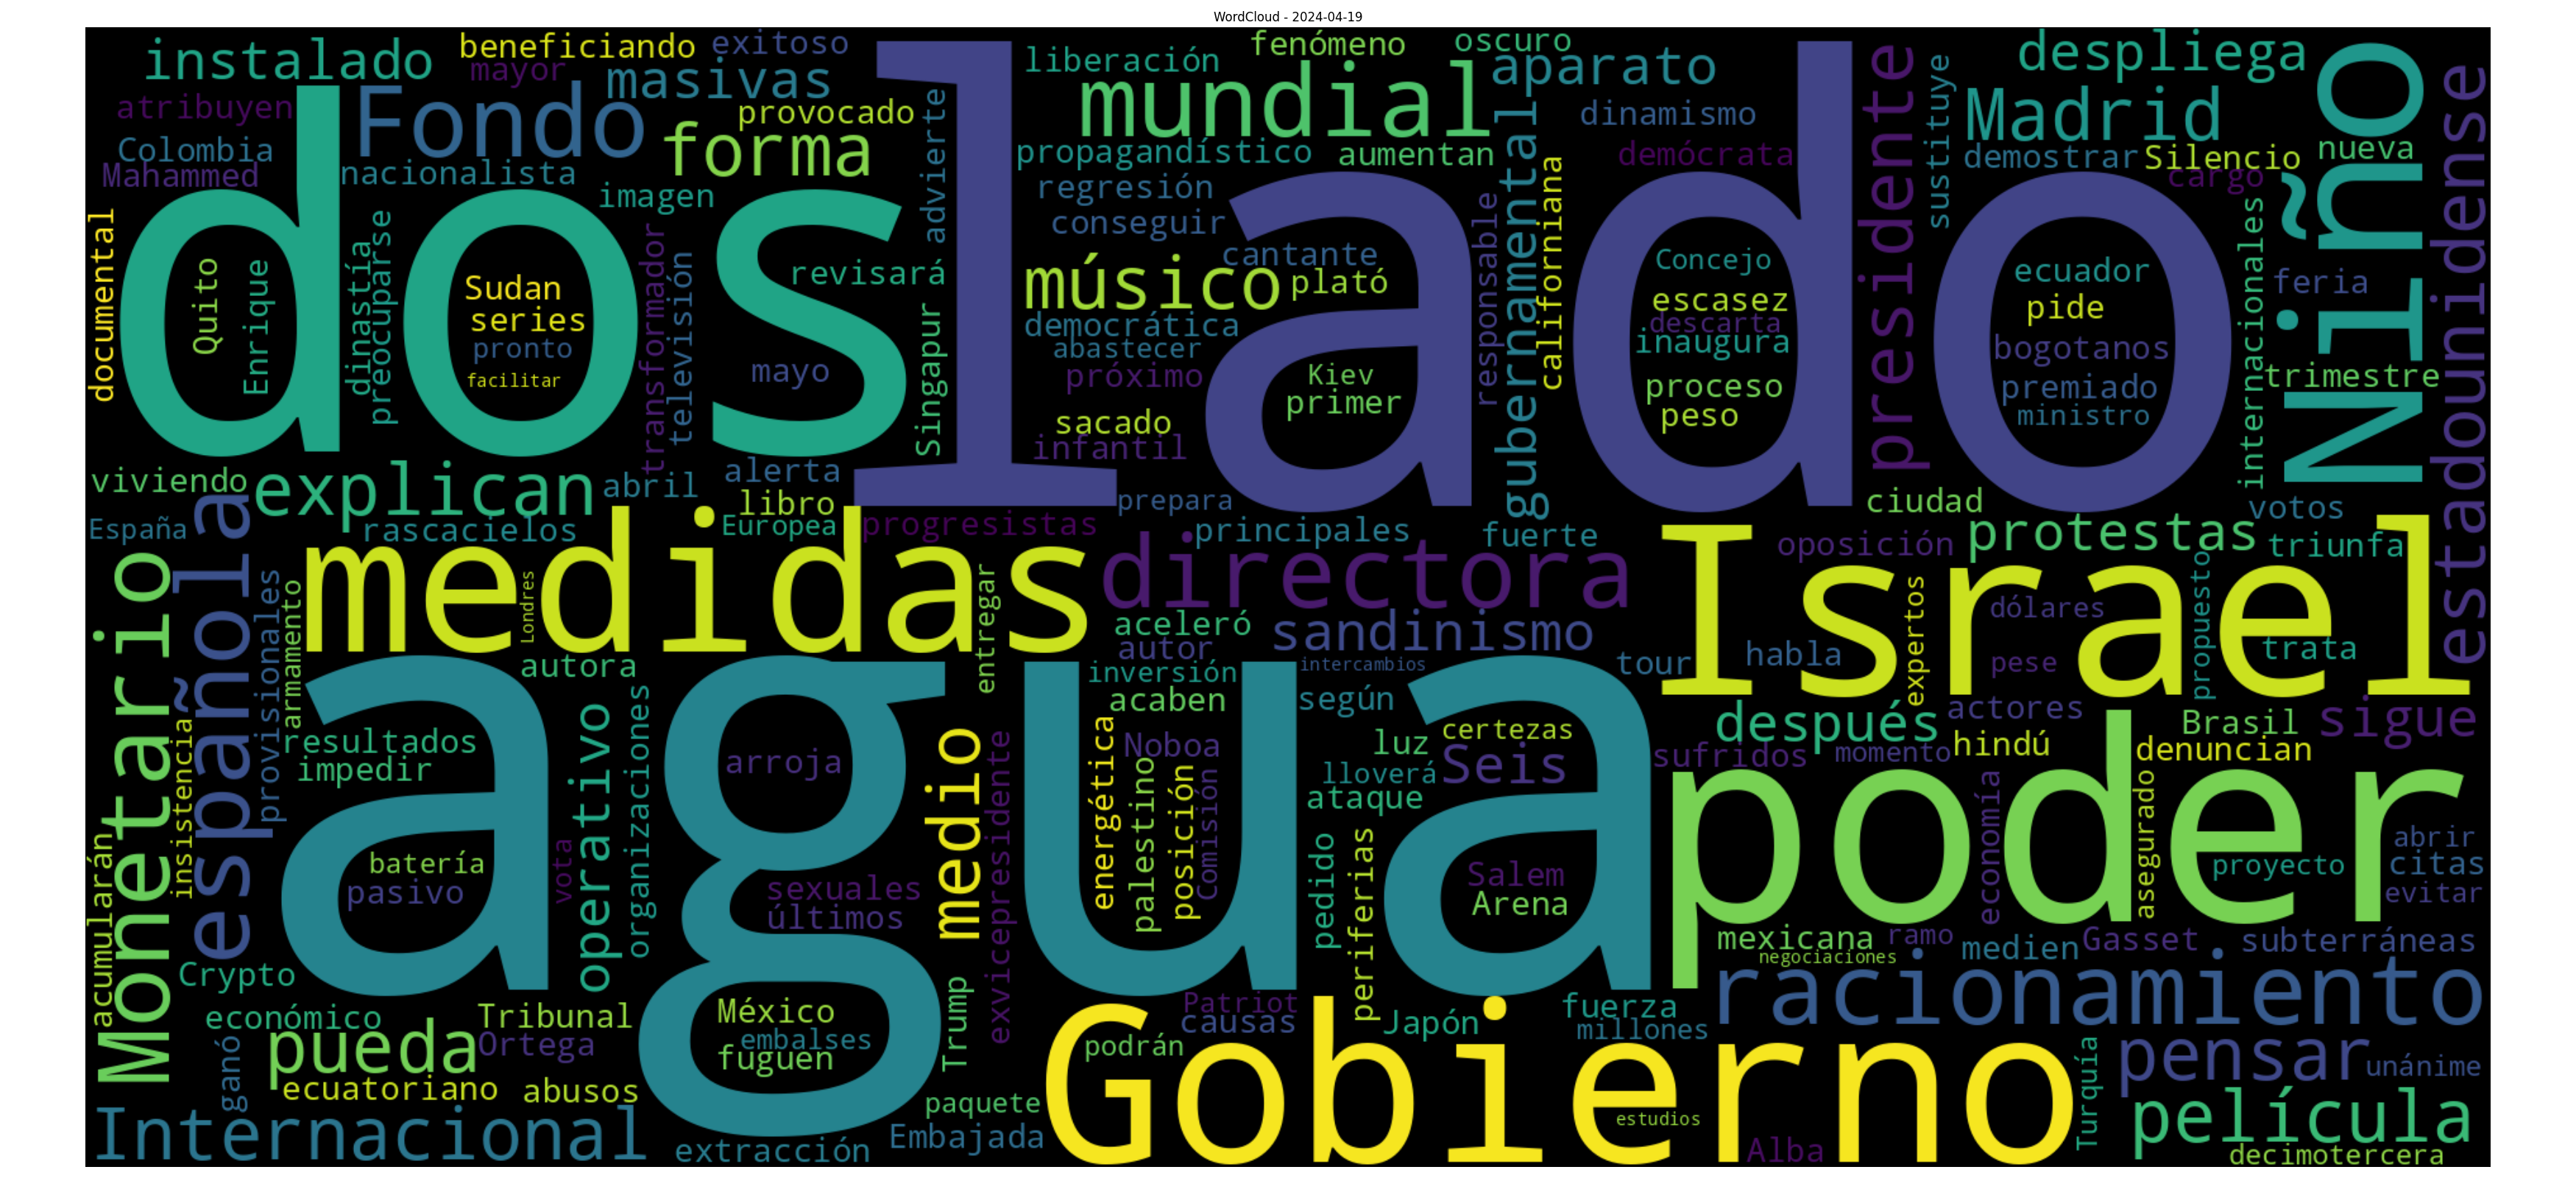 WordCloud - 2024-04-19
instalado
beneficiando
exitoso
mayor
masivas
atribuyen
Fondo
provocado
forma
Colombia
Mahammed
nacionalista
imagen
advierte
dos
lado
liberación
fenómeno
oscuro
aparato
mundial
dinamismo
propagandístico
aumentan
demócrata
regresión
conseguir
presidente
sustituye
despliega
Madrid
demostrar
Silencio
nueva
cargo
Niño
estadounidense
documental
Quito
Enrique
dinastía
preocuparse
Sudan
series
pronto
facilitar
transformador
televisión
revisará
mayo
Singapur
músico
cantante
plató
democrática
abastecer
próximo
Kiev
primer
sacado
infantil
responsable
gubernamental
californiana
Concejo
escasez
descarta
inaugura
proceso
peso
ecuador
pide
bogotanos
premiado
ministro
internacionales
feria
trimestre
viviendo
explican
abril
alerta
libro
España
rascacielos
Europea
progresistas
prepara
principales
fuerte
ciudad
votos
oposición
protestas
triunfa
Monetario
española
provisionales
armamento
medidas
Londres
entregar
directora
Israel
aceleró
autor
sandinismo
inversión
intercambios
tour
habla
expertos
dólares
pese
propuesto
trata
autora
acaben
según
después
actores
Brasil
sigue
agua
resultados
impedir
insistencia
operativo
organizaciones
arroja
medio
exvicepresidente
energética
Noboa
palestino
posición
Comisión
luz
certezas
lloverá
Seis
ataque
sufridos
momento
hindú
denuncian
poder
acumularán
batería
pasivo
vota
sexuales
últimos
pedido
periferias
Salem
Arena
economía
asegurado
proyecto
abrir
citas
evitar
mexicana
ramo
negociaciones
medien
Gasset
subterráneas
Crypto
económico
Tribunal
México
embalses
fuguen
Trump
Patriot
causas
podrán
Japón
fuerza
millones
racionamiento
ganó
pueda
Ortega
ecuatoriano
abusos
Gobierno
Turquía
pensar
unánime
Internacional
extracción
paquete
Embajada
estudios
Alba
película
decimotercera